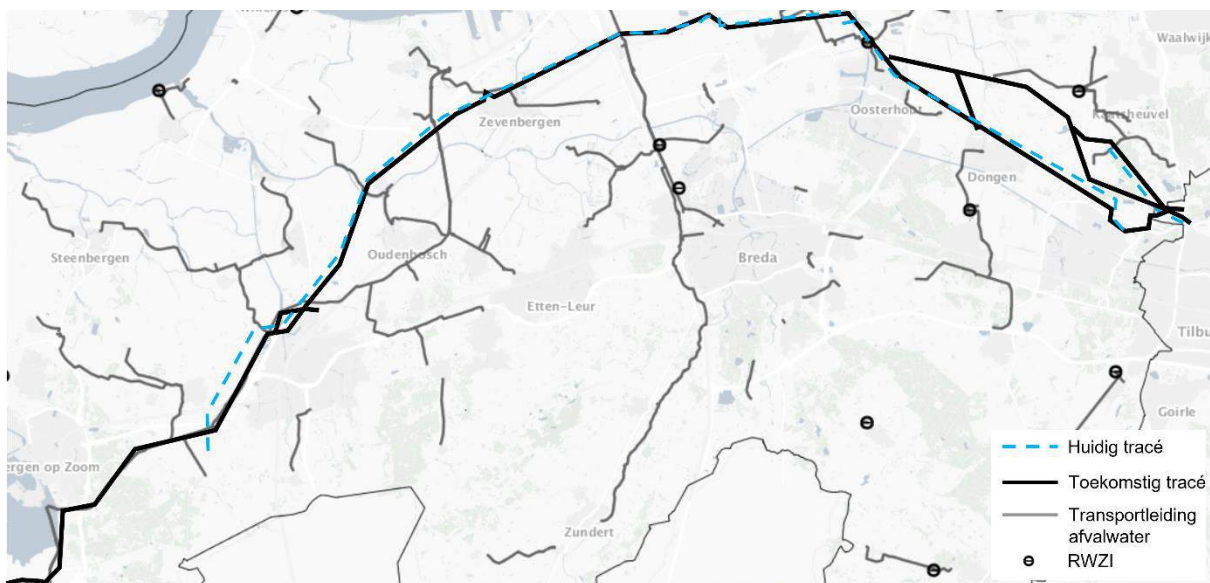 Waalwijk
Zevenbergen
Oosterhout
Kaatsheuvel
Dongen
Steenbergen
Oudenbosch
Breda
Etten-Leur
Tilbu
Goirle
bergen op Zoom
Zundert
Huidig tracé
Toekomstig tracé
Transportleiding
afvalwater
RWZI